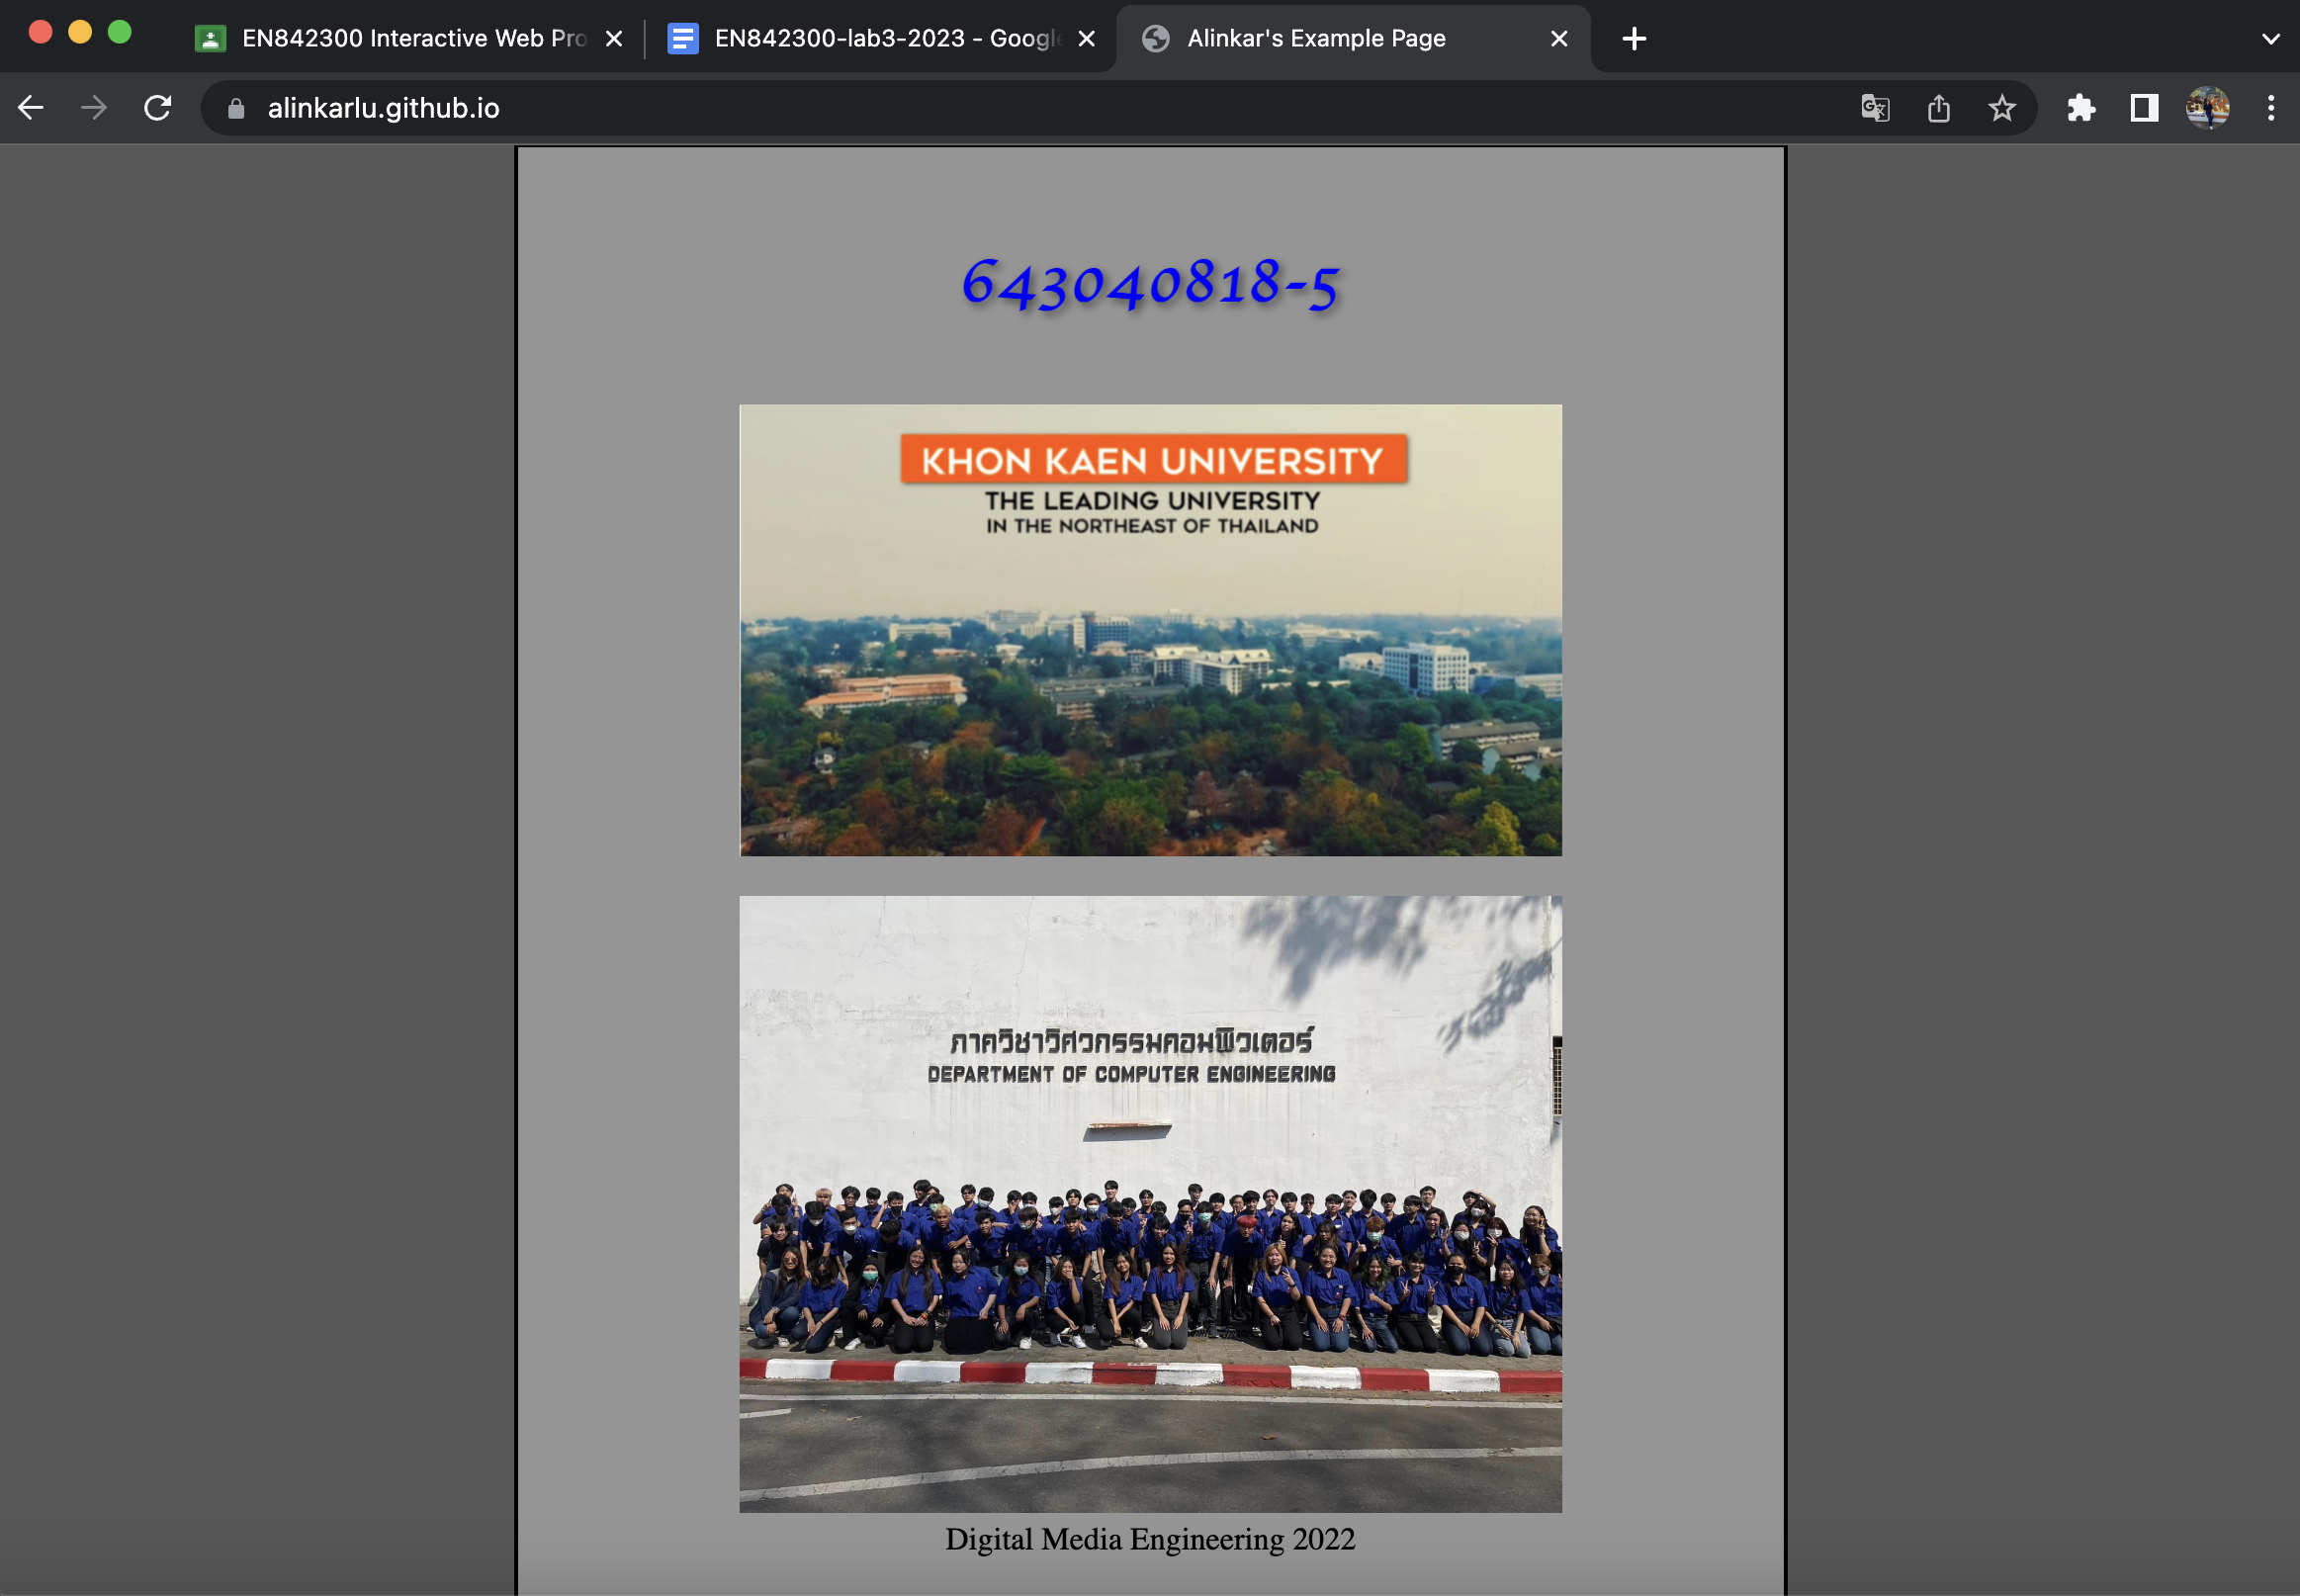 EN842300 Interactive Web Pro
EN842300-lab3-2023 - Google
Alinkar's Example Page
alinkarlu.github.io
643040818-5
KHON KAEN UNIVERSITY
THE LEADING UNIVERSITY
IN THE NORTHEAST OF THAILAND
ภาควิชาวิศวกรรมคอมพิวเตอร์
DEPARTMENT OF COMPUTER ENGINEERING
Digital Media Engineering 2022